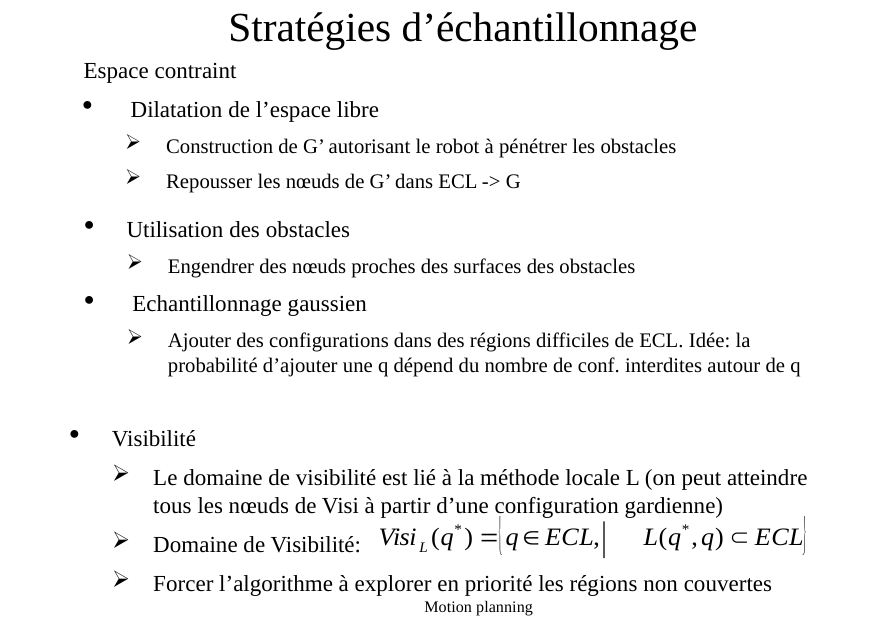 Stratégies d’échantillonnage
Espace contraint
• Dilatation de l’espace libre
➢ Construction de G’ autorisant le robot à pénétrer les obstacles
➢ Repousser les nœuds de G’ dans ECL -> G
• Utilisation des obstacles
➢ Engendrer des nœuds proches des surfaces des obstacles
• Echantillonnage gaussien
➢ Ajouter des configurations dans des régions difficiles de ECL. Idée: la
probabilité d’ajouter une q dépend du nombre de conf. interdites autour de q
• Visibilité
➢ Le domaine de visibilité est lié à la méthode locale L (on peut atteindre
tous les nœuds de Visi à partir d’une configuration gardienne)
➢ Domaine de Visibilité: Visi_L(q*) = {q ∈ ECL, | L(q*, q) ⊂ ECL}
➢ Forcer l’algorithme à explorer en priorité les régions non couvertes
Motion planning